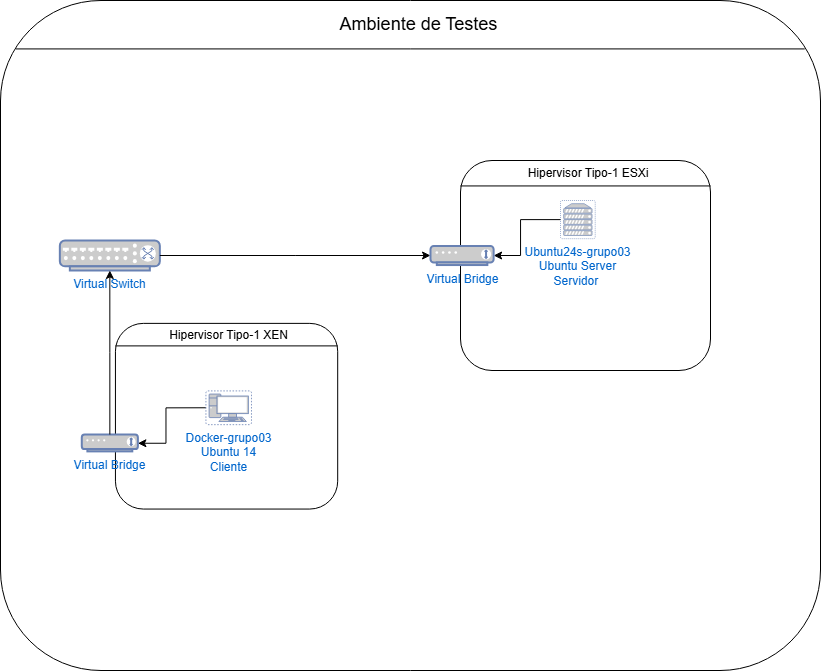 Ambiente de Testes
Hipervisor Tipo-1 ESXi
Ubuntu24s-grupo03
Ubuntu Server
Servidor
Virtual Bridge
Virtual Switch
Hipervisor Tipo-1 XEN
Docker-grupo03
Ubuntu 14
Cliente
Virtual Bridge